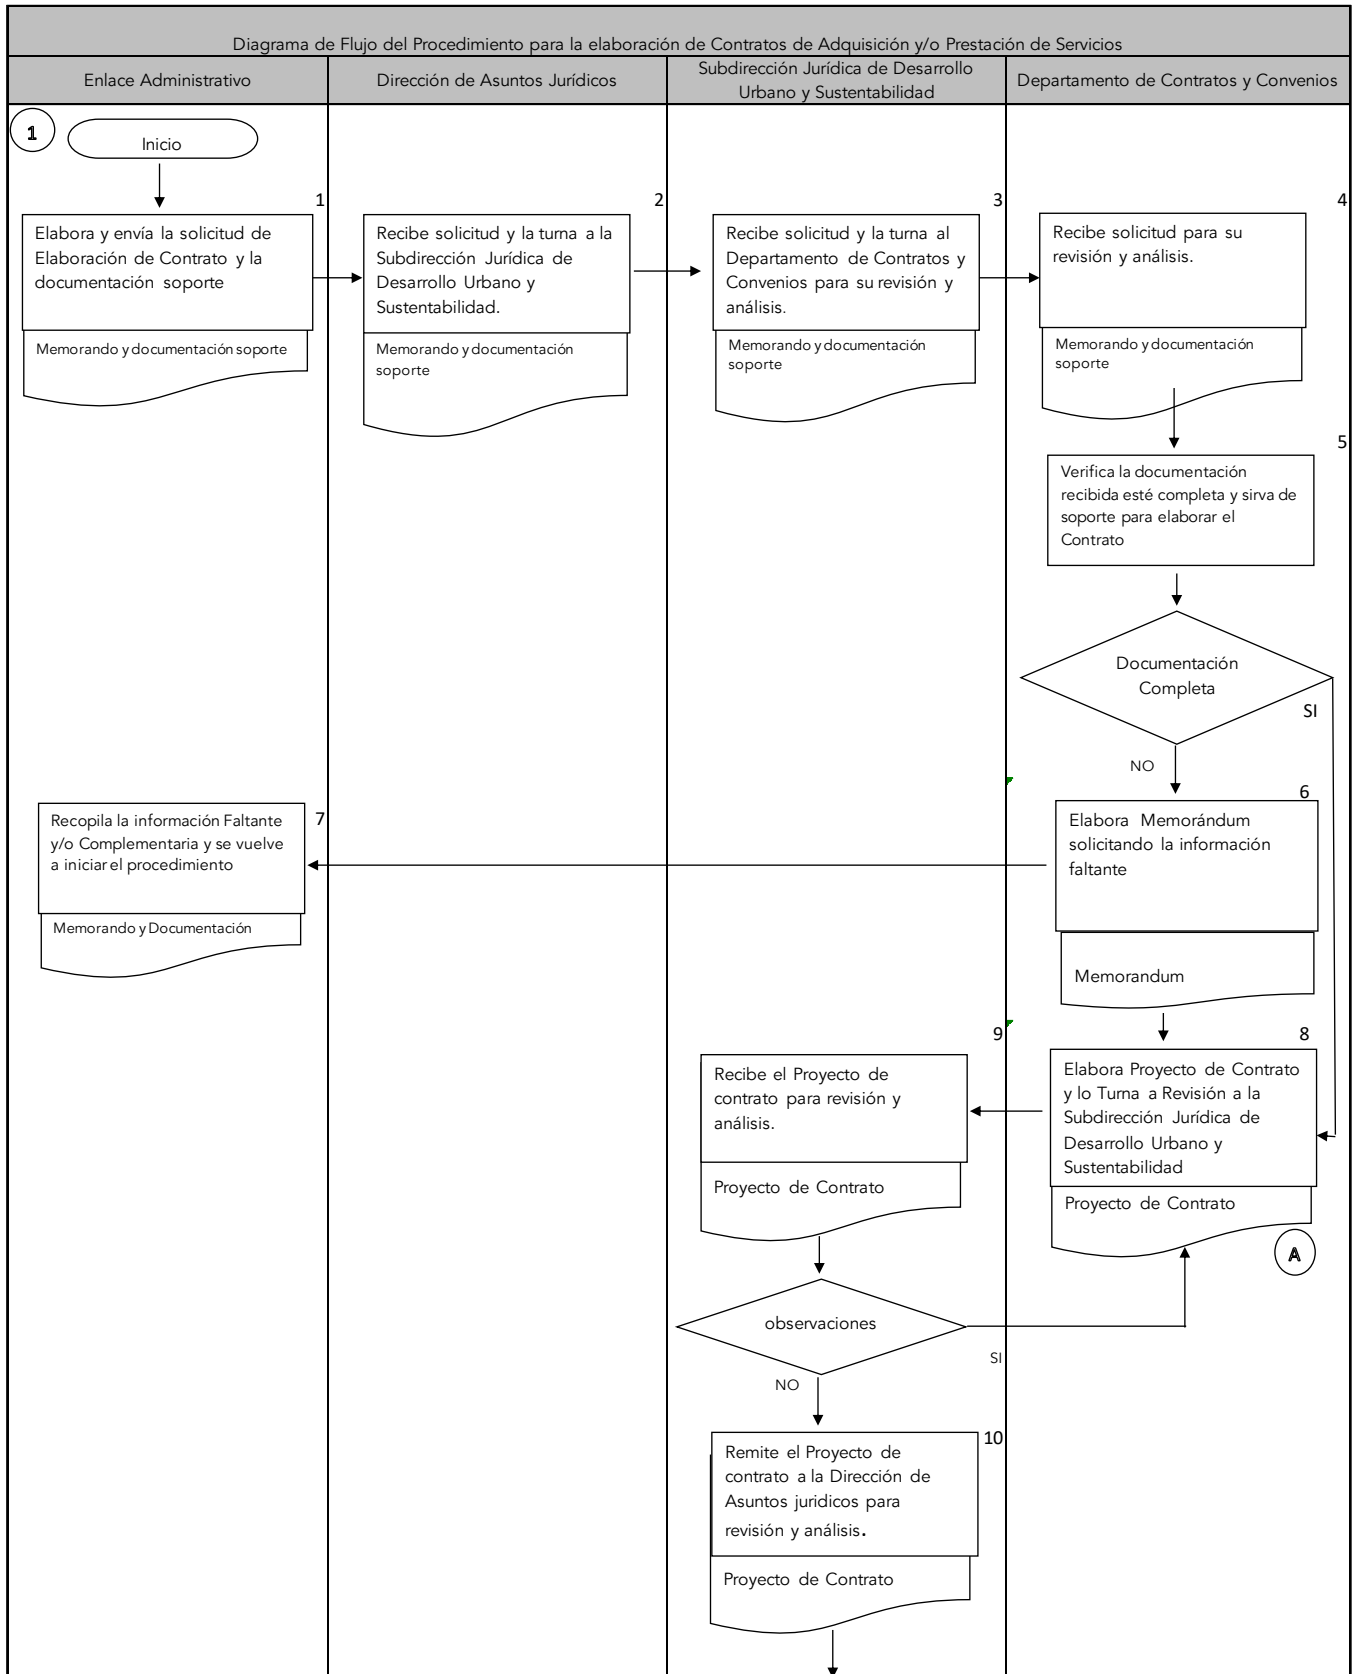 Diagrama de Flujo del Procedimiento para la elaboración de Contratos de Adquisición y/o Prestación de Servicios
Enlace Administrativo
Dirección de Asuntos Jurídicos
Subdirección Jurídica de Desarrollo
Urbano y Sustentabilidad
Departamento de Contratos y Convenios
1
Inicio
1
Elabora y envía la solicitud de
Elaboración de Contrato y la
documentación soporte
Memorando y documentación soporte
2
Recibe solicitud y la turna a la
Subdirección Jurídica de
Desarrollo Urbano y
Sustentabilidad.
Memorando y documentación
soporte
3
Recibe solicitud y la turna al
Departamento de Contratos y
Convenios para su revisión y
análisis.
Memorando y documentación
soporte
4
Recibe solicitud para su
revisión y análisis.
Memorando y documentación
soporte
5
Verifica la documentación
recibida esté completa y sirva de
soporte para elaborar el
Contrato
Documentación
Completa
SI
NO
6
Elabora Memorándum
solicitando la información
faltante
Memorandum
7
Recopila la información Faltante
y/o Complementaria y se vuelve
a iniciar el procedimiento
Memorando y Documentación
8
Elabora Proyecto de Contrato
y lo Turna a Revisión a la
Subdirección Jurídica de
Desarrollo Urbano y
Sustentabilidad
Proyecto de Contrato
A
9
Recibe el Proyecto de
contrato para revisión y
análisis.
Proyecto de Contrato
observaciones
SI
NO
10
Remite el Proyecto de
contrato a la Dirección de
Asuntos juridicos para
revisión y análisis.
Proyecto de Contrato